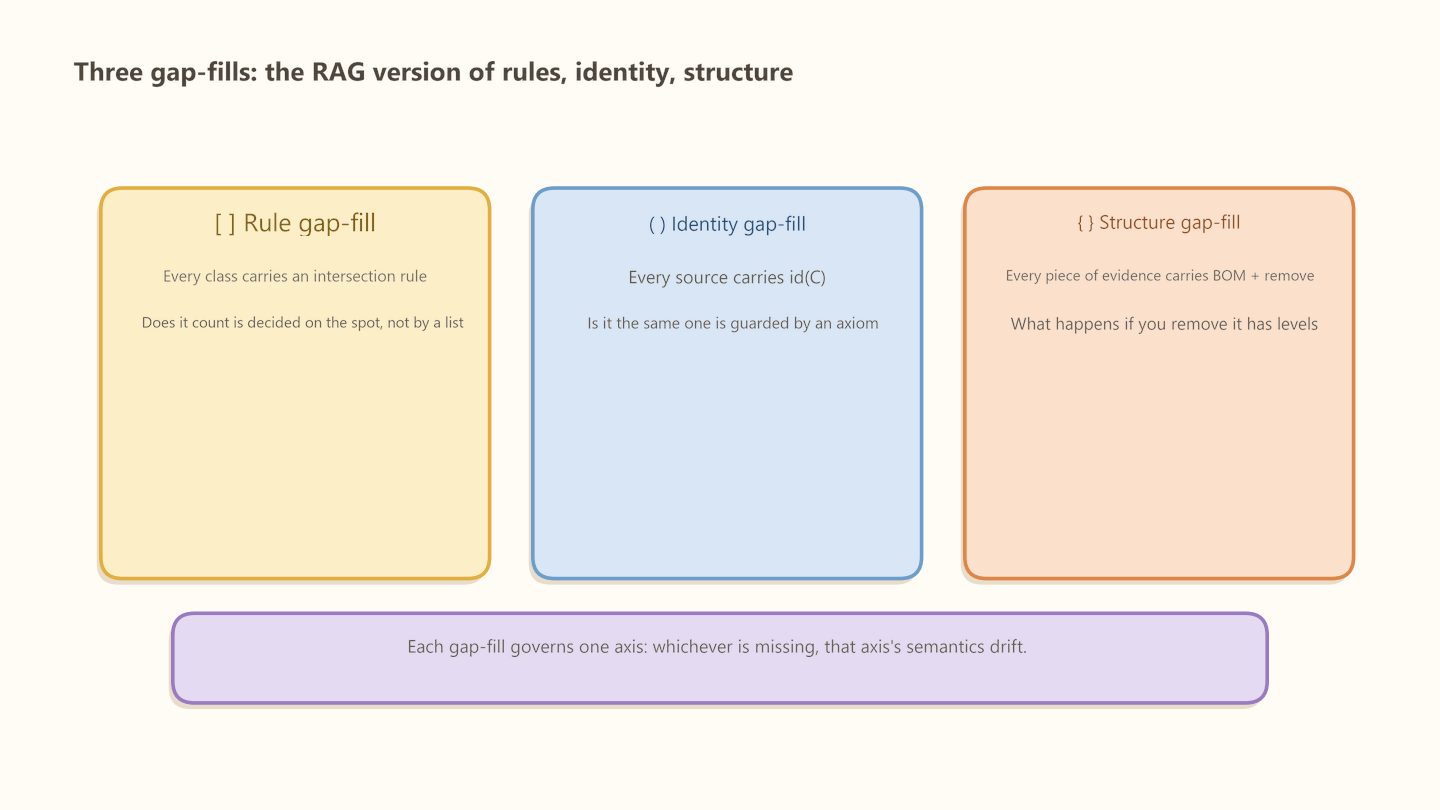 Three gap-fills: the RAG version of rules, identity, structure
[ ] Rule gap-fill
Every class carries an intersection rule
Does it count is decided on the spot, not by a list
( ) Identity gap-fill
Every source carries id(C)
Is it the same one is guarded by an axiom
{ } Structure gap-fill
Every piece of evidence carries BOM + remove
What happens if you remove it has levels
Each gap-fill governs one axis: whichever is missing, that axis's semantics drift.